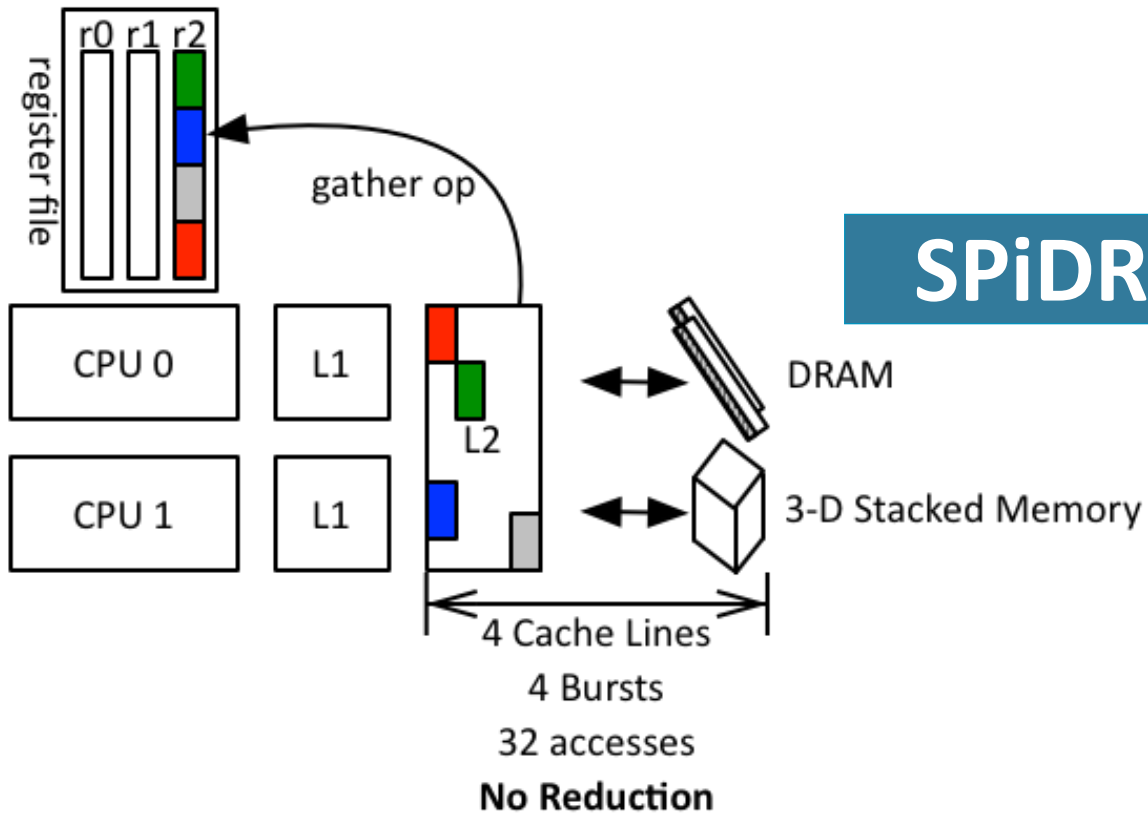 r0 r1 r2
register file
gather op
SPiDR
CPU 0
L1
DRAM
L2
CPU 1
L1
3-D Stacked Memory
4 Cache Lines
4 Bursts
32 accesses
No Reduction